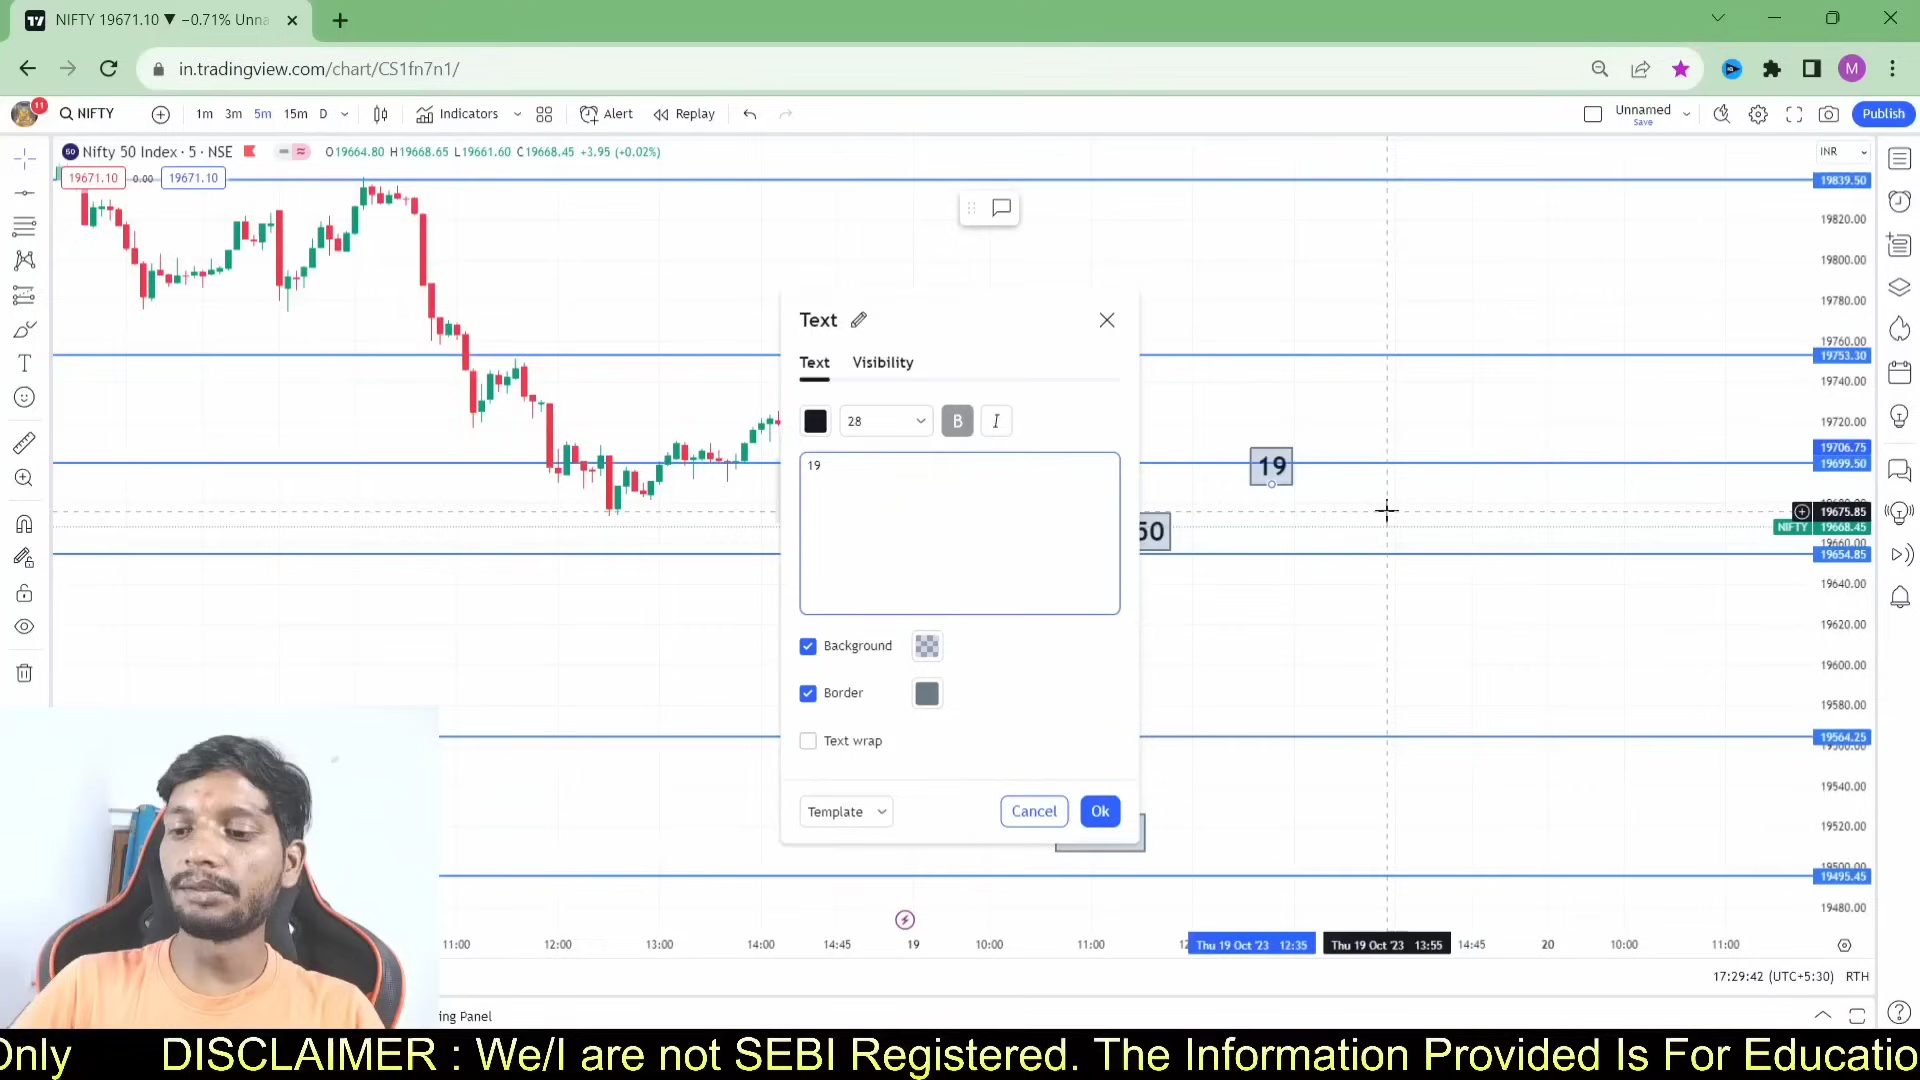 NIFTY 19671.10 ▼ −0.71% Unna
in.tradingview.com/chart/CS1fn7n1/
M
11
NIFTY
1m 3m 5m 15m D
Indicators
Alert
Replay
Unnamed
Save
Publish
Nifty 50 Index · 5 · NSE
O19664.80 H19668.65 L19661.60 C19668.45 +3.95 (+0.02%)
INR
19671.10 0.00 19671.10
19839.50
19820.00
19800.00
19780.00
19760.00
19753.30
19740.00
19720.00
19706.75
19699.50
19675.85
NIFTY 19668.45
19660.00
19654.85
19640.00
19620.00
19600.00
19580.00
19564.25
19540.00
19520.00
19500.00
19495.45
19480.00
Text
Text Visibility
28 B I
19
19
50
Background
Border
Text wrap
Template
Cancel
Ok
11:00 12:00 13:00 14:00 14:45 19 10:00 11:00 12 Thu 19 Oct '23 12:35 Thu 19 Oct '23 13:55 14:45 20 10:00 11:00
17:29:42 (UTC+5:30) RTH
ing Panel
Only DISCLAIMER : We/I are not SEBI Registered. The Information Provided Is For Educatio